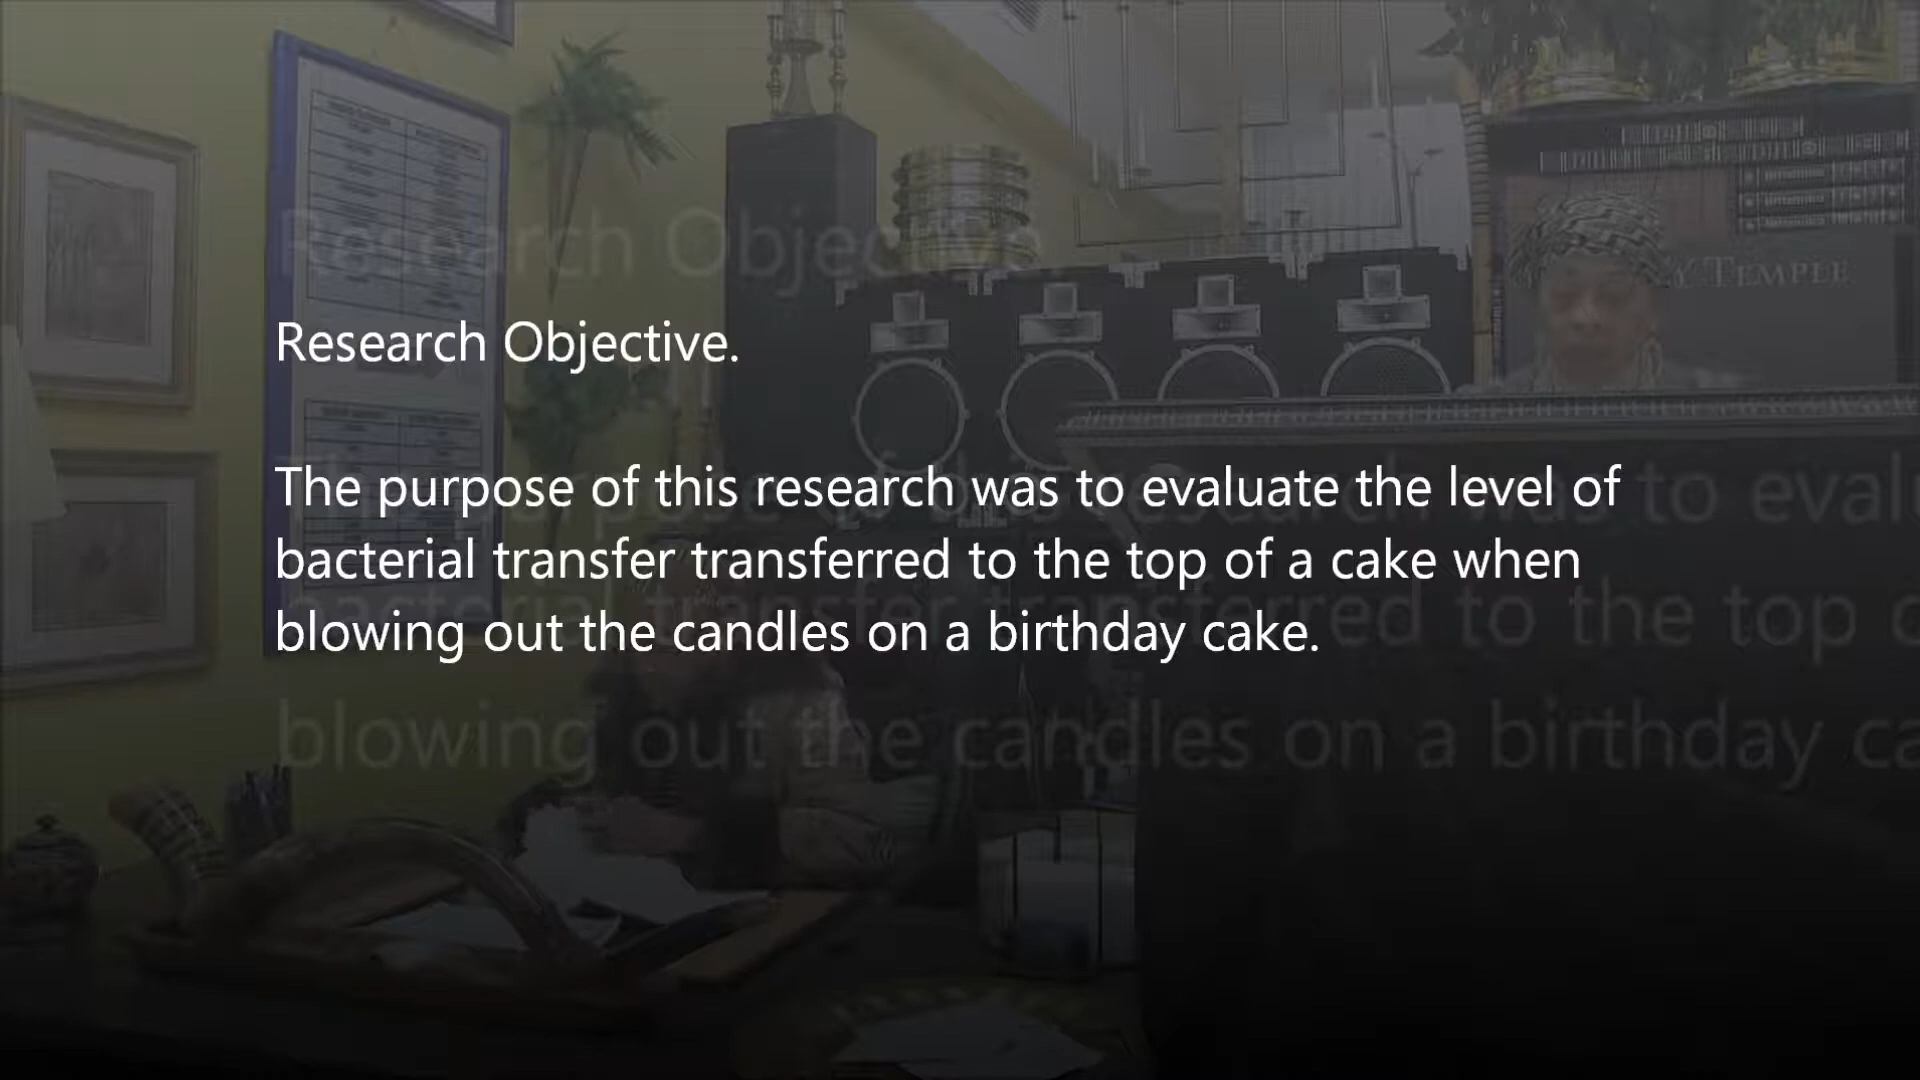 Research Objective.
The purpose of this research was to evaluate the level of
bacterial transfer transferred to the top of a cake when
blowing out the candles on a birthday cake.
Y TEMPLE